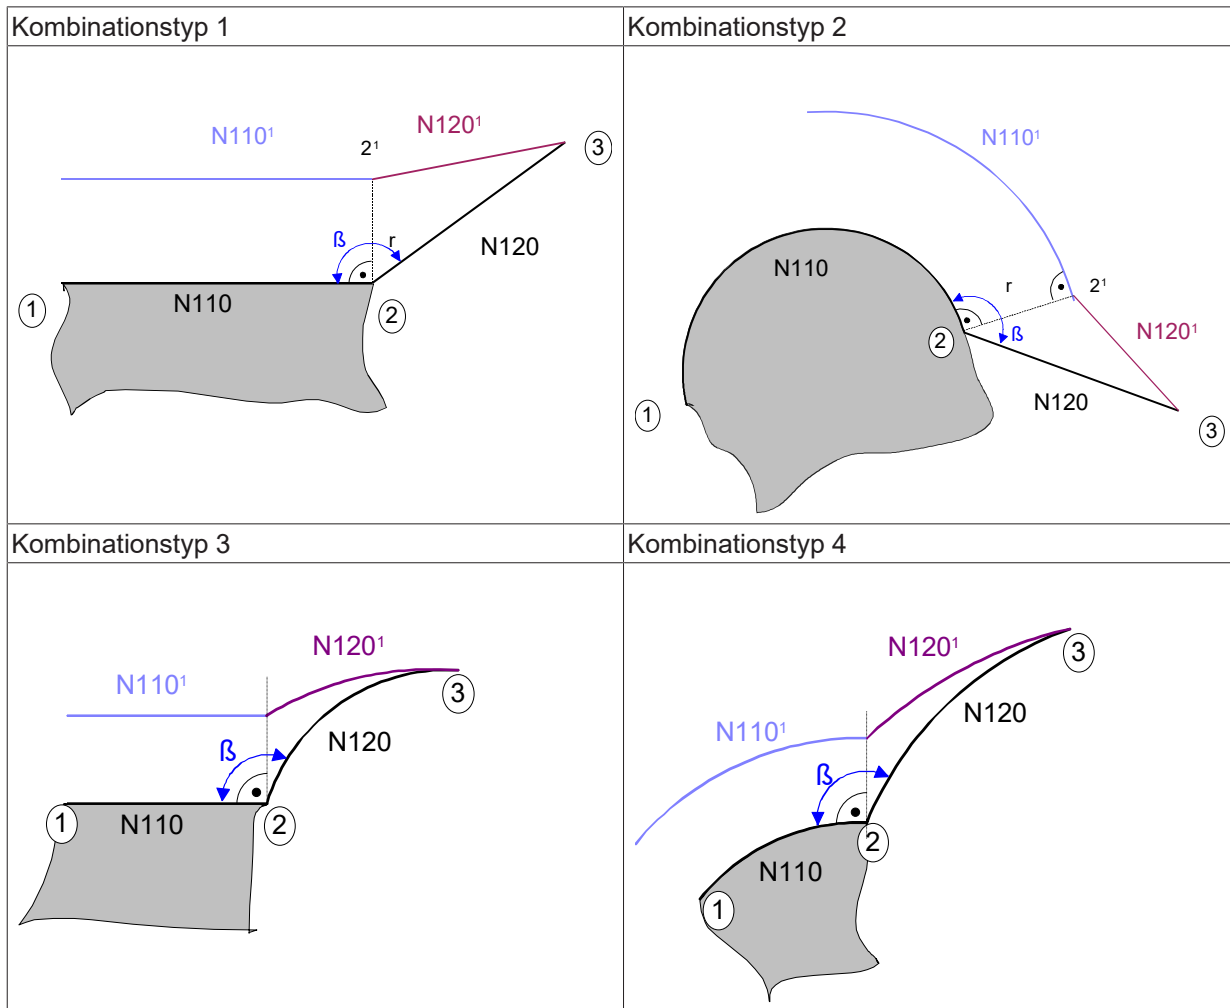 Kombinationstyp 1
N110¹
N120¹
2¹
3
ß
r
N120
1
N110
2
Kombinationstyp 2
N110¹
N110
r
2¹
ß
2
N120¹
N120
1
3
Kombinationstyp 3
N120¹
N110¹
3
ß
N120
1
N110
2
Kombinationstyp 4
N120¹
3
N110¹
N120
ß
2
N110
1